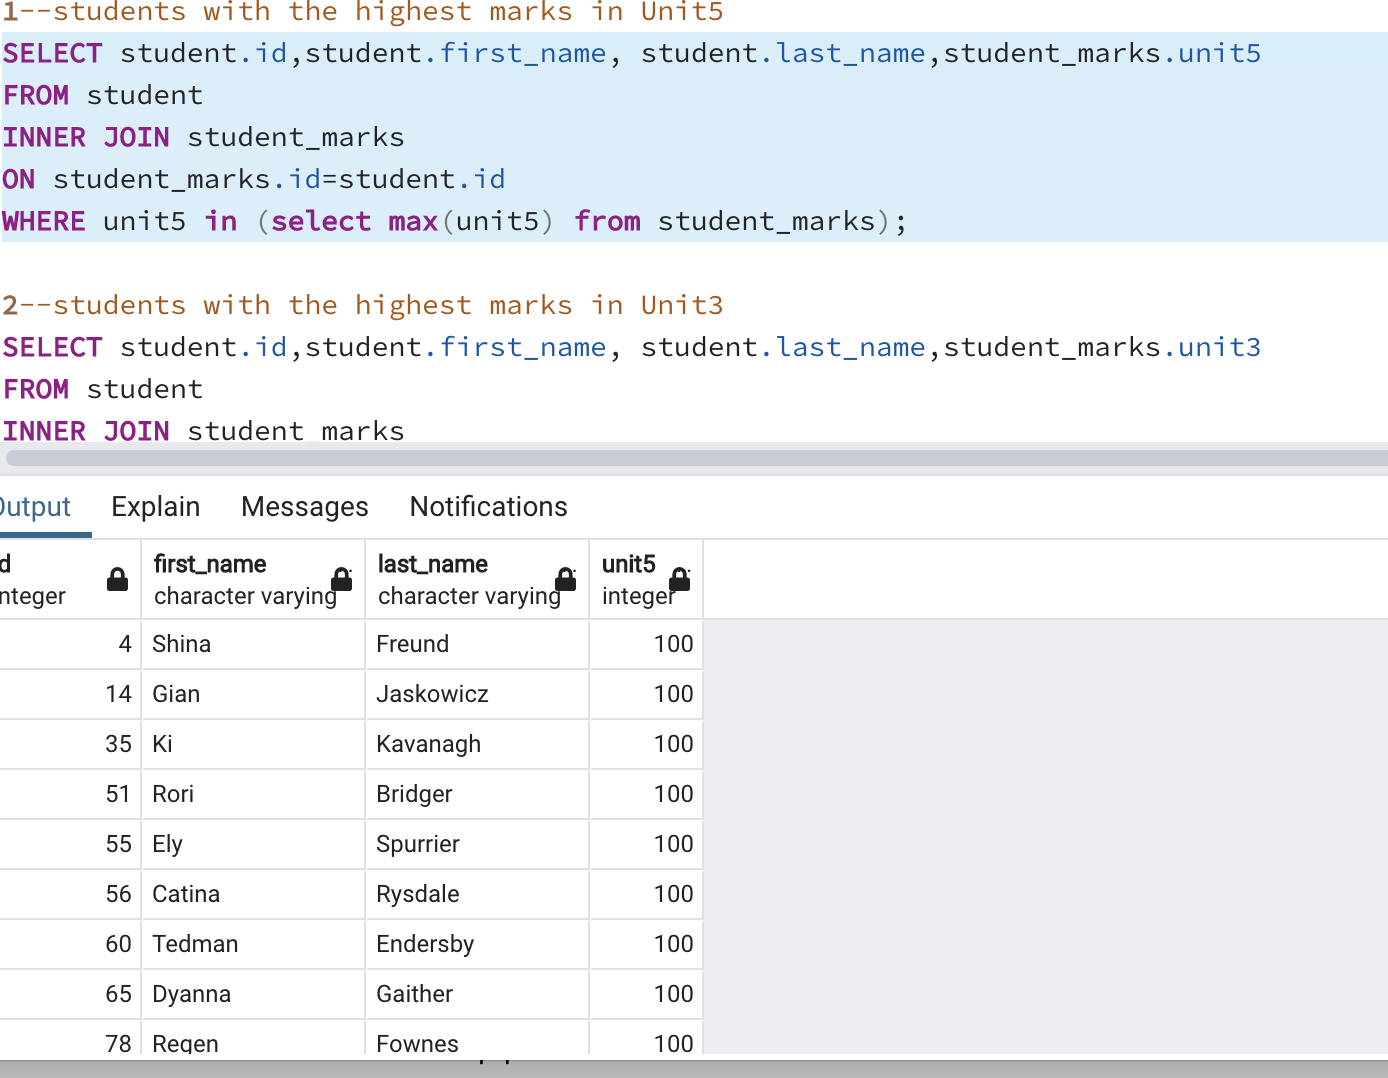 1--students with the highest marks in Unit5
SELECT student.id,student.first_name, student.last_name,student_marks.unit5
FROM student
INNER JOIN student_marks
ON student_marks.id=student.id
WHERE unit5 in (select max(unit5) from student_marks);
2--students with the highest marks in Unit3
SELECT student.id,student.first_name, student.last_name,student_marks.unit3
FROM student
INNER JOIN student_marks
Output Explain Messages Notifications
d first_name last_name unit5
nteger character varying character varying integer
4 Shina Freund 100
14 Gian Jaskowicz 100
35 Ki Kavanagh 100
51 Rori Bridger 100
55 Ely Spurrier 100
56 Catina Rysdale 100
60 Tedman Endersby 100
65 Dyanna Gaither 100
78 Regen Fownes 100